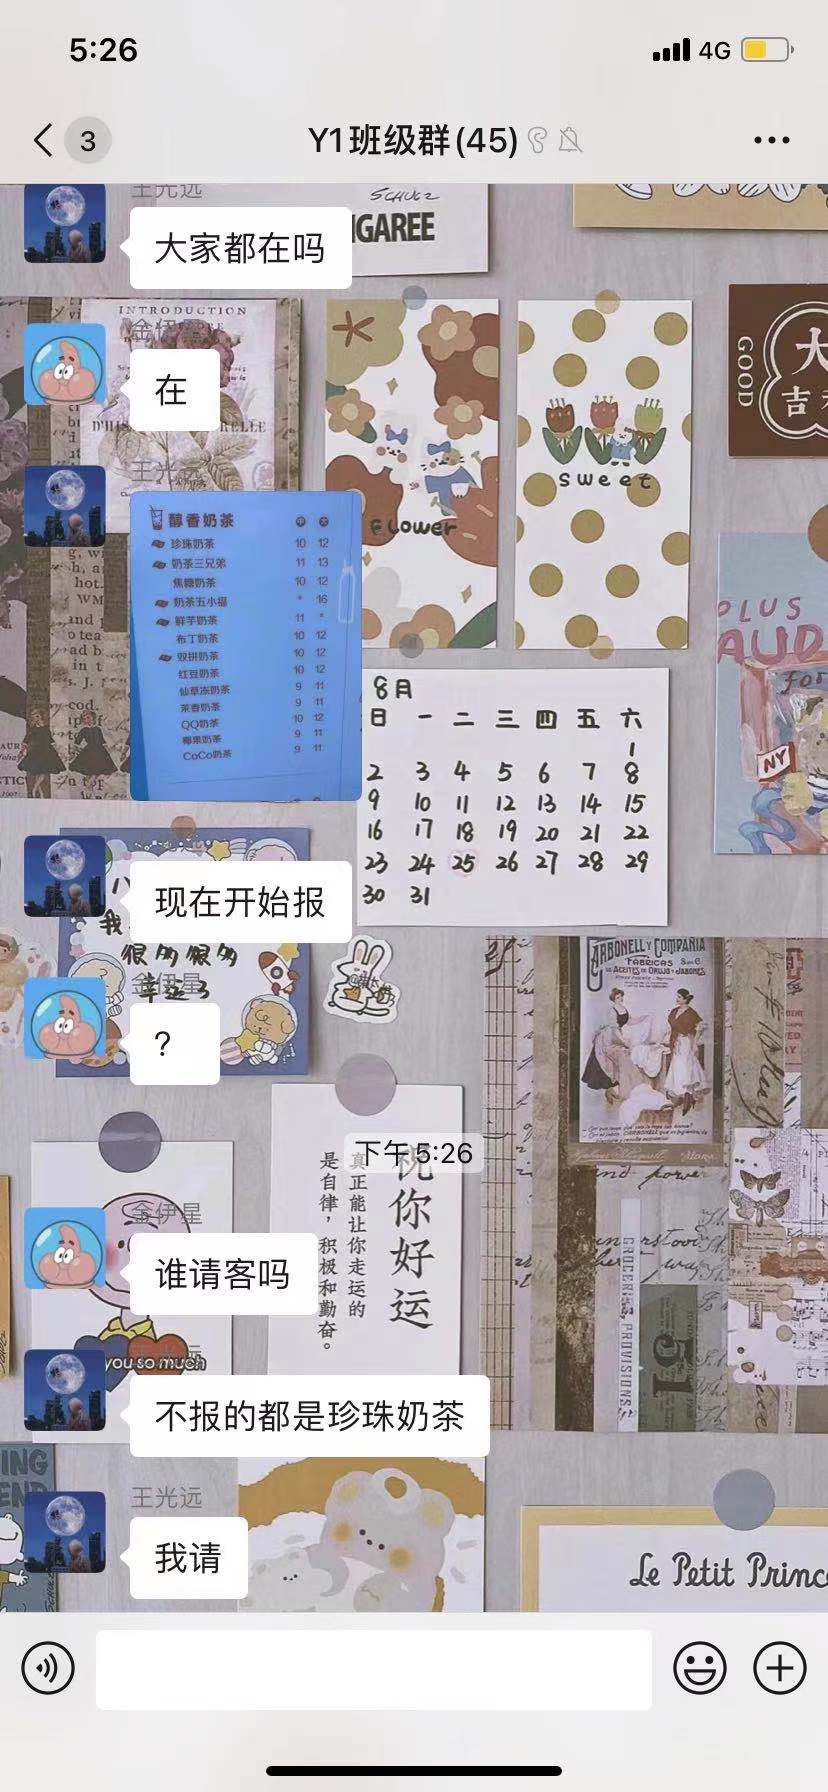 5:26
4G
3
Y1班级群(45)
王光远
大家都在吗
SCHULZ
GAREE
INTRODUCTION
在
王光远
醇香奶茶 中 大
珍珠奶茶 10 12
奶茶三兄弟 11 13
焦糖奶茶 10 12
奶茶五小福 * 16
鲜芋奶茶 11 *
布丁奶茶 10 12
双拼奶茶 10 12
红豆奶茶 10 12
仙草冻奶茶 9 11
茶香奶茶 9 11
QQ奶茶 10 12
椰果奶茶 9 11
CoCo奶茶 9 11
Flower
sweet
GOOD
大
吉
PLUS
AUD
for
NY
8月
日 一 二 三 四 五 六
1
2 3 4 5 6 7 8
9 10 11 12 13 14 15
16 17 18 19 20 21 22
23 24 25 26 27 28 29
30 31
现在开始报
我
很多很多
幸运了
金伊星
?
CARBONELL Y COMPANIA
FABRICAS
DE ACEITES DE ORUJO Y JABONES
下午 5:26
祝你好运
真正能让你走运的
是自律，积极和勤奋。
金伊星
谁请客吗
you so much
不报的都是珍珠奶茶
GROCERIES, PROVISIONS,
51
王光远
我请
Le Petit Princ